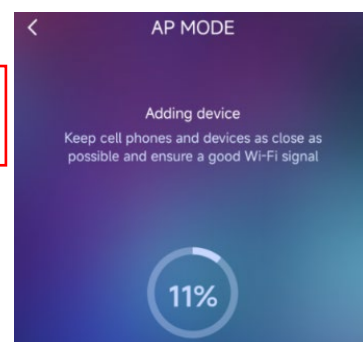 AP MODE
Adding device
Keep cell phones and devices as close as
possible and ensure a good Wi-Fi signal
11%